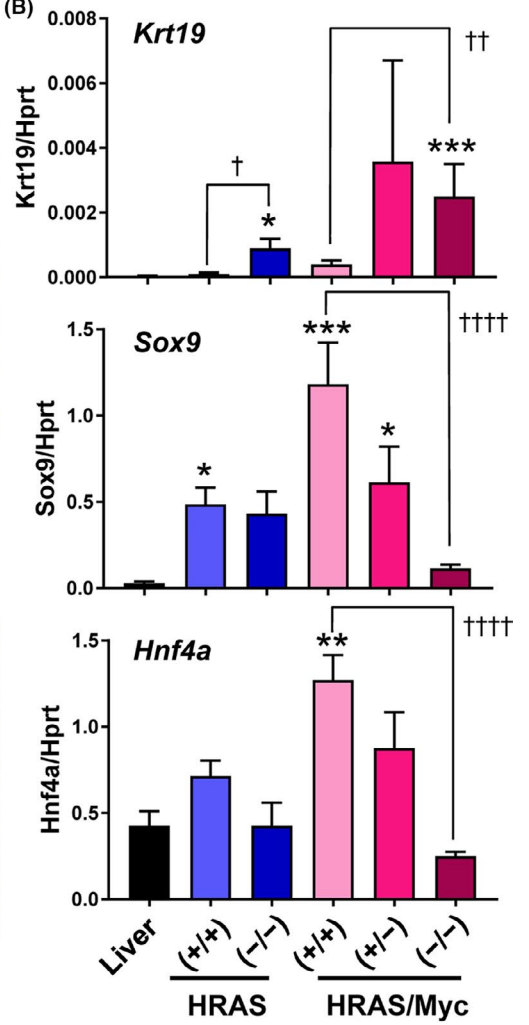 (B)
Krt19
Krt19/Hprt
0.008
0.006
0.004
0.002
0.000
†
*
††
***
Sox9
Sox9/Hprt
1.5
1.0
0.5
0.0
*
***
*
††††
Hnf4a
Hnf4a/Hprt
1.5
1.0
0.5
0.0
**
††††
Liver
(+/+)
(−/−)
(+/+)
(+/−)
(−/−)
HRAS
HRAS/Myc